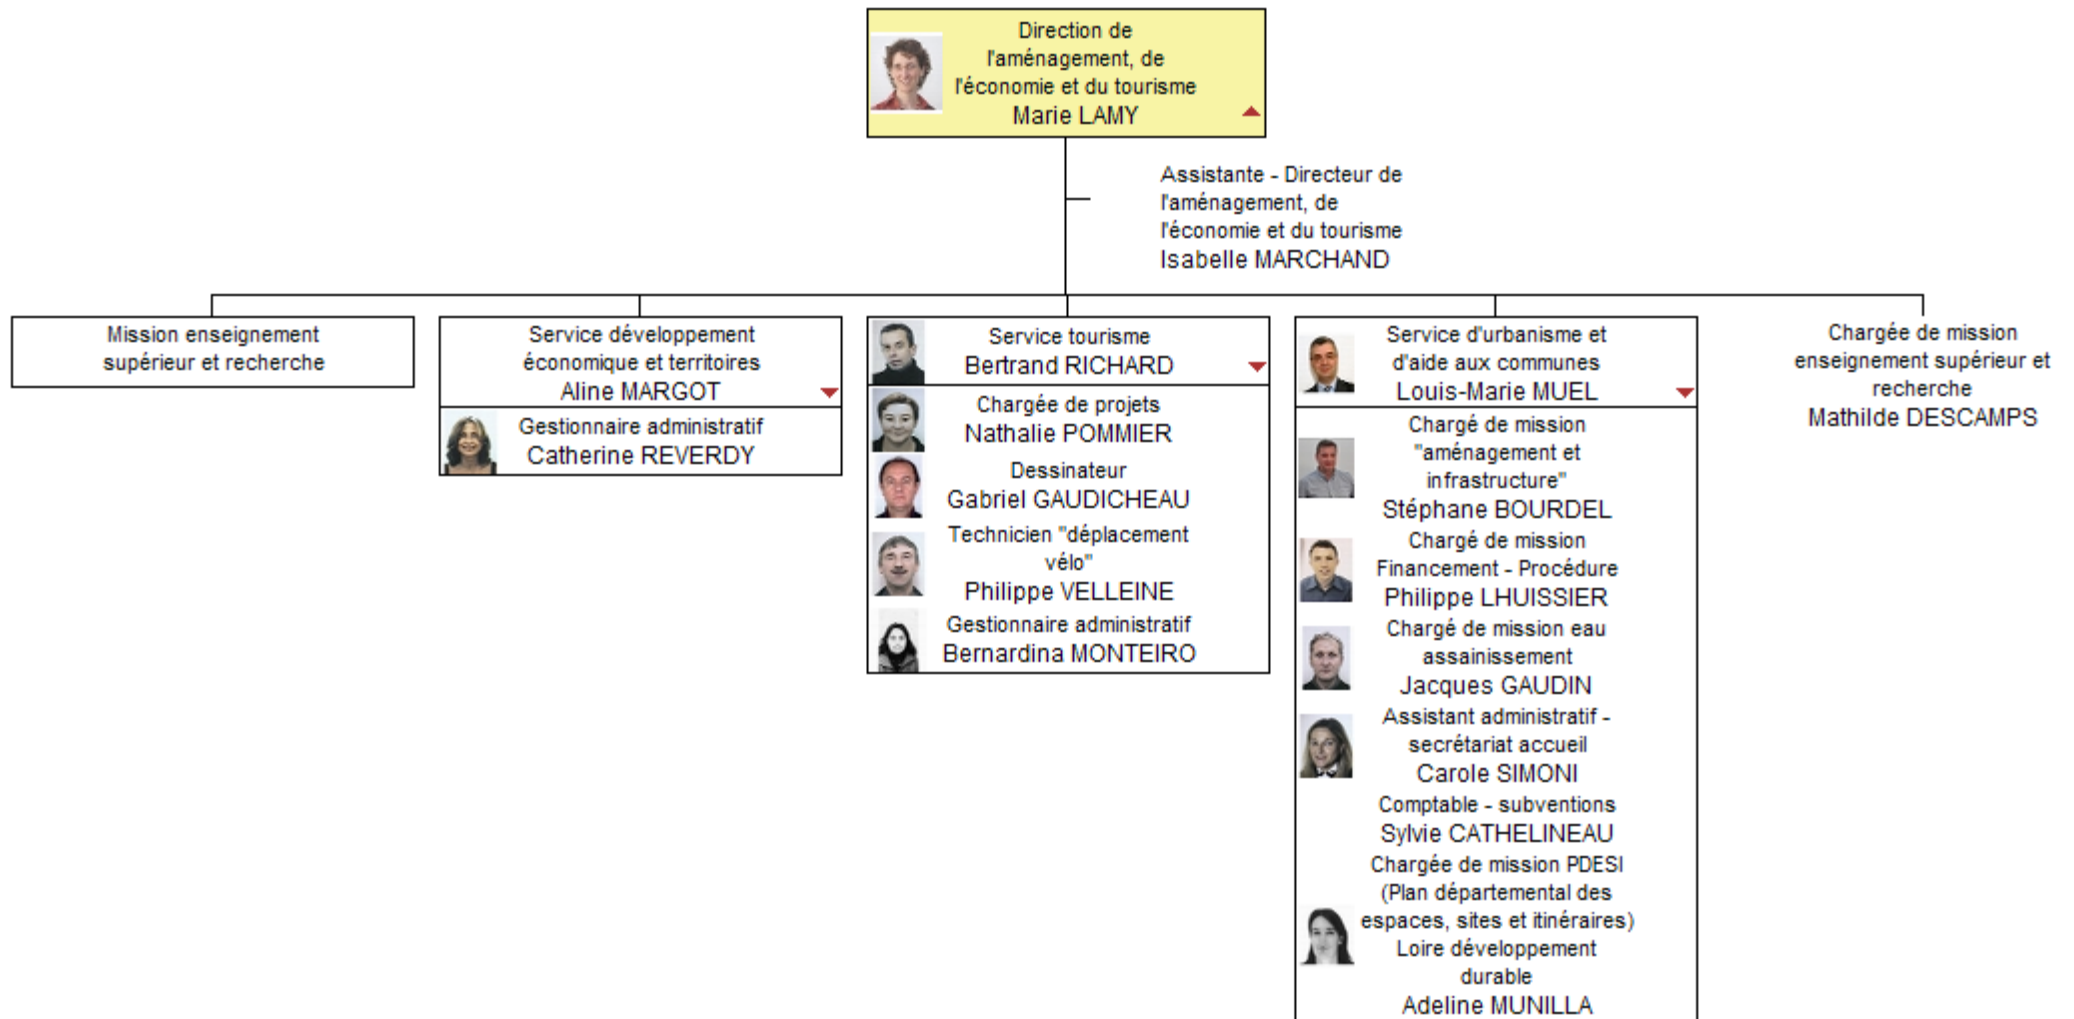 Direction de
l'aménagement, de
l'économie et du tourisme
Marie LAMY
Assistante - Directeur de
l'aménagement, de
l'économie et du tourisme
Isabelle MARCHAND
Mission enseignement
supérieur et recherche
Service développement
économique et territoires
Aline MARGOT
Gestionnaire administratif
Catherine REVERDY
Service tourisme
Bertrand RICHARD
Chargée de projets
Nathalie POMMIER
Dessinateur
Gabriel GAUDICHEAU
Technicien "déplacement
vélo"
Philippe VELLEINE
Gestionnaire administratif
Bernardina MONTEIRO
Service d'urbanisme et
d'aide aux communes
Louis-Marie MUEL
Chargé de mission
"aménagement et
infrastructure"
Stéphane BOURDEL
Chargé de mission
Financement - Procédure
Philippe LHUISSIER
Chargé de mission eau
assainissement
Jacques GAUDIN
Assistant administratif -
secrétariat accueil
Carole SIMONI
Comptable - subventions
Sylvie CATHELINEAU
Chargée de mission PDESI
(Plan départemental des
espaces, sites et itinéraires)
Loire développement
durable
Adeline MUNILLA
Chargée de mission
enseignement supérieur et
recherche
Mathilde DESCAMPS